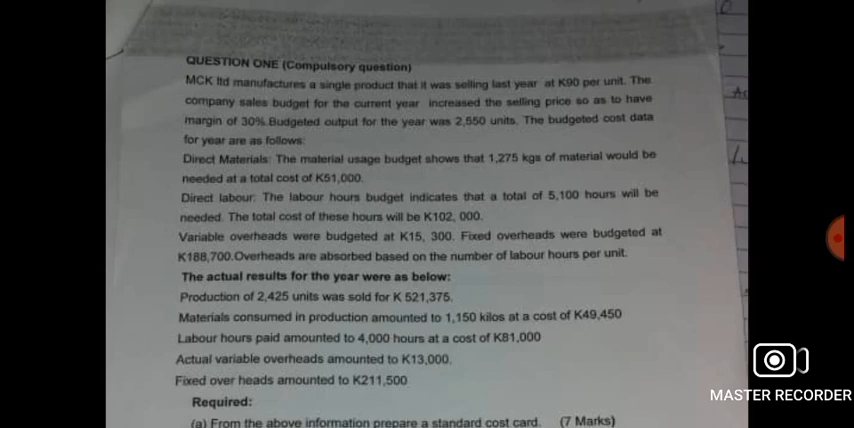 QUESTION ONE (Compulsory question)
MCK ltd manufactures a single product that it was selling last year at K90 per unit. The
company sales budget for the current year increased the selling price so as to have
margin of 30%.Budgeted output for the year was 2,550 units. The budgeted cost data
for year are as follows:
Direct Materials: The material usage budget shows that 1,275 kgs of material would be
needed at a total cost of K51,000.
Direct labour: The labour hours budget indicates that a total of 5,100 hours will be
needed. The total cost of these hours will be K102, 000.
Variable overheads were budgeted at K15, 300. Fixed overheads were budgeted at
K188,700.Overheads are absorbed based on the number of labour hours per unit.
The actual results for the year were as below:
Production of 2,425 units was sold for K 521,375.
Materials consumed in production amounted to 1,150 kilos at a cost of K49,450
Labour hours paid amounted to 4,000 hours at a cost of K81,000
Actual variable overheads amounted to K13,000.
Fixed over heads amounted to K211,500
Required:
(a) From the above information prepare a standard cost card. (7 Marks)
MASTER RECORDER